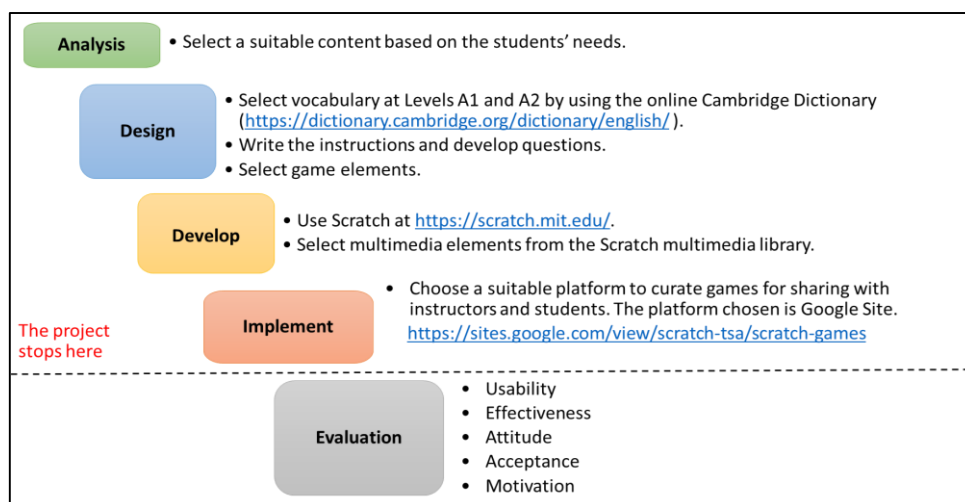 Analysis
• Select a suitable content based on the students' needs.
Design
• Select vocabulary at Levels A1 and A2 by using the online Cambridge Dictionary
(https://dictionary.cambridge.org/dictionary/english/ ).
• Write the instructions and develop questions.
• Select game elements.
Develop
• Use Scratch at https://scratch.mit.edu/.
• Select multimedia elements from the Scratch multimedia library.
Implement
• Choose a suitable platform to curate games for sharing with
instructors and students. The platform chosen is Google Site.
https://sites.google.com/view/scratch-tsa/scratch-games
The project
stops here
Evaluation
• Usability
• Effectiveness
• Attitude
• Acceptance
• Motivation